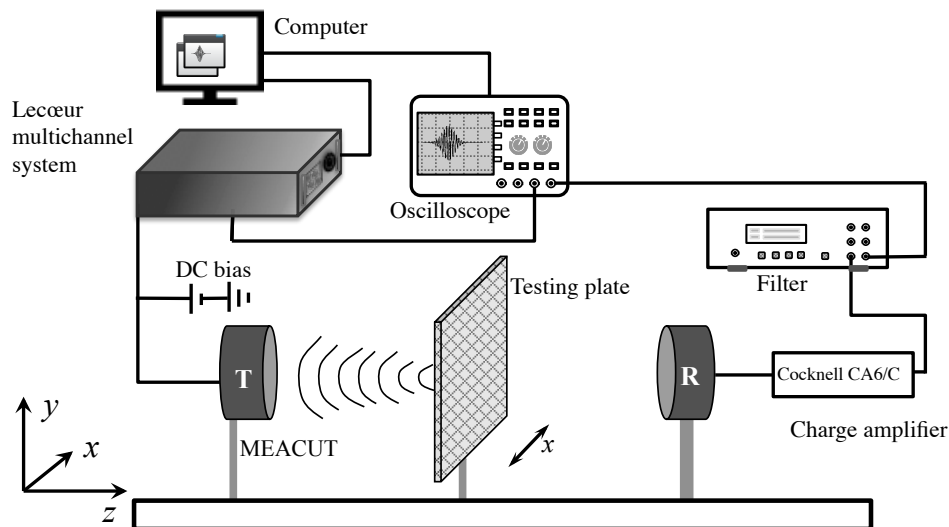 Computer
Lecœur
multichannel
system
Oscilloscope
DC bias
Testing plate
Filter
T
R
Cocknell CA6/C
MEACUT
Charge amplifier
x
y
x
z